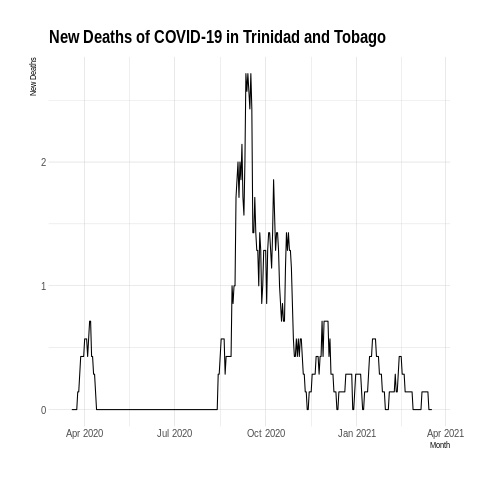 New Deaths of COVID-19 in Trinidad and Tobago
New Deaths
2
1
0
Apr 2020 Jul 2020 Oct 2020 Jan 2021 Apr 2021
Month